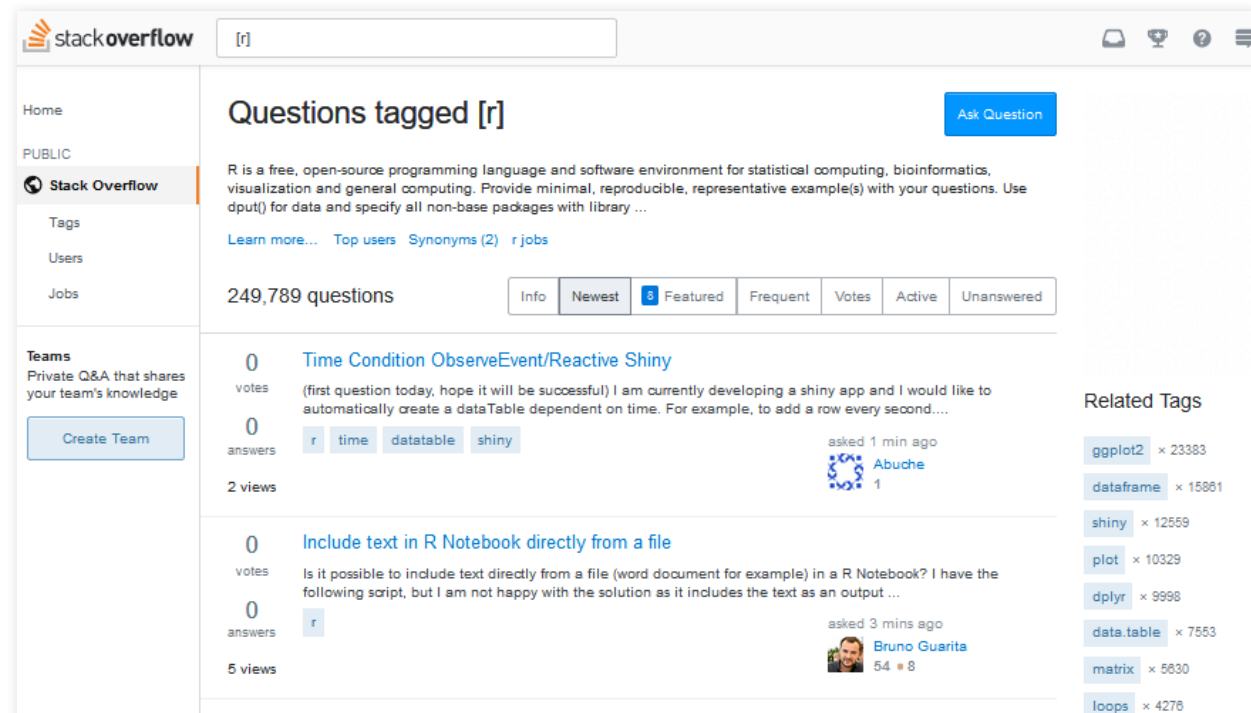 stackoverflow
[r]
Home
PUBLIC
Stack Overflow
Tags
Users
Jobs
Teams
Private Q&A that shares
your team's knowledge
Create Team
Questions tagged [r]
Ask Question
R is a free, open-source programming language and software environment for statistical computing, bioinformatics,
visualization and general computing. Provide minimal, reproducible, representative example(s) with your questions. Use
dput() for data and specify all non-base packages with library ...
Learn more... Top users Synonyms (2) r jobs
249,789 questions
Info Newest 8 Featured Frequent Votes Active Unanswered
0
votes
0
answers
2 views
Time Condition ObserveEvent/Reactive Shiny
(first question today, hope it will be successful) I am currently developing a shiny app and I would like to
automatically create a dataTable dependent on time. For example, to add a row every second....
r time datatable shiny
asked 1 min ago
Abuche
1
0
votes
0
answers
5 views
Include text in R Notebook directly from a file
Is it possible to include text directly from a file (word document for example) in a R Notebook? I have the
following script, but I am not happy with the solution as it includes the text as an output ...
r
asked 3 mins ago
Bruno Guarita
54 8
Related Tags
ggplot2 × 23383
dataframe × 15861
shiny × 12559
plot × 10329
dplyr × 9998
data.table × 7553
matrix × 5630
loops × 4276